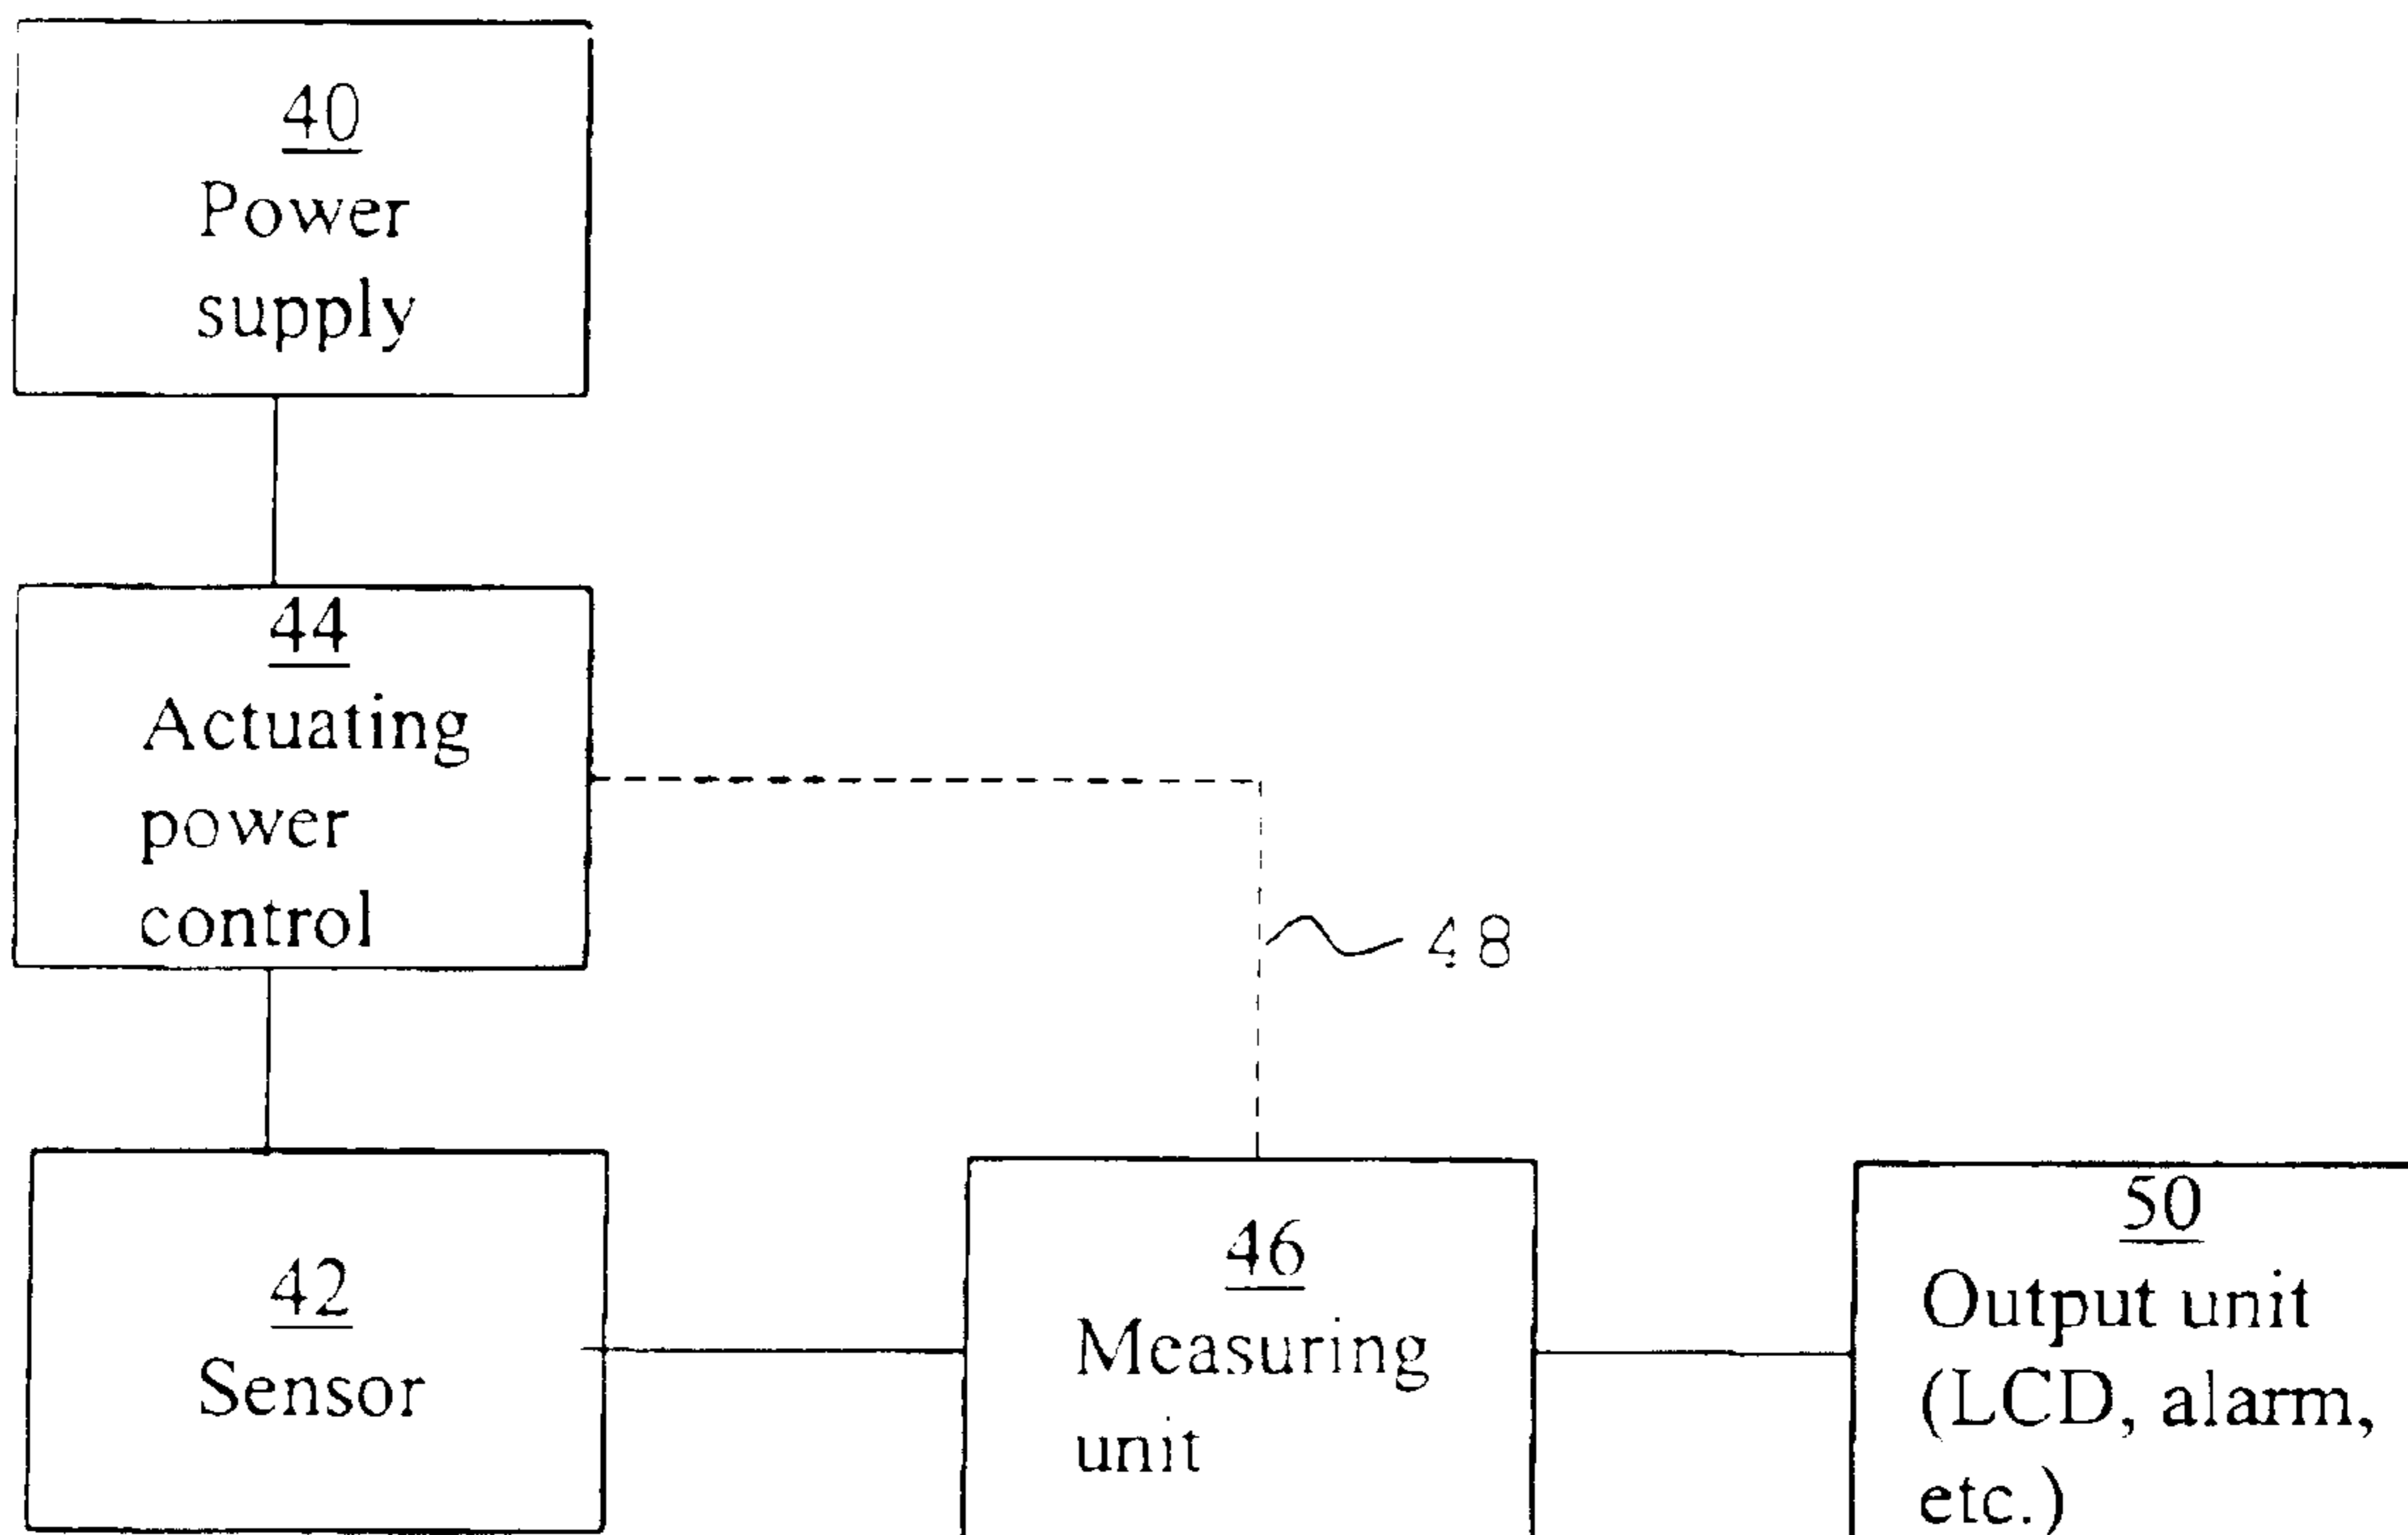 40
Power
supply
44
Actuating
power
control
48
42
Sensor
46
Measuring
unit
50
Output unit
(LCD, alarm,
etc.)